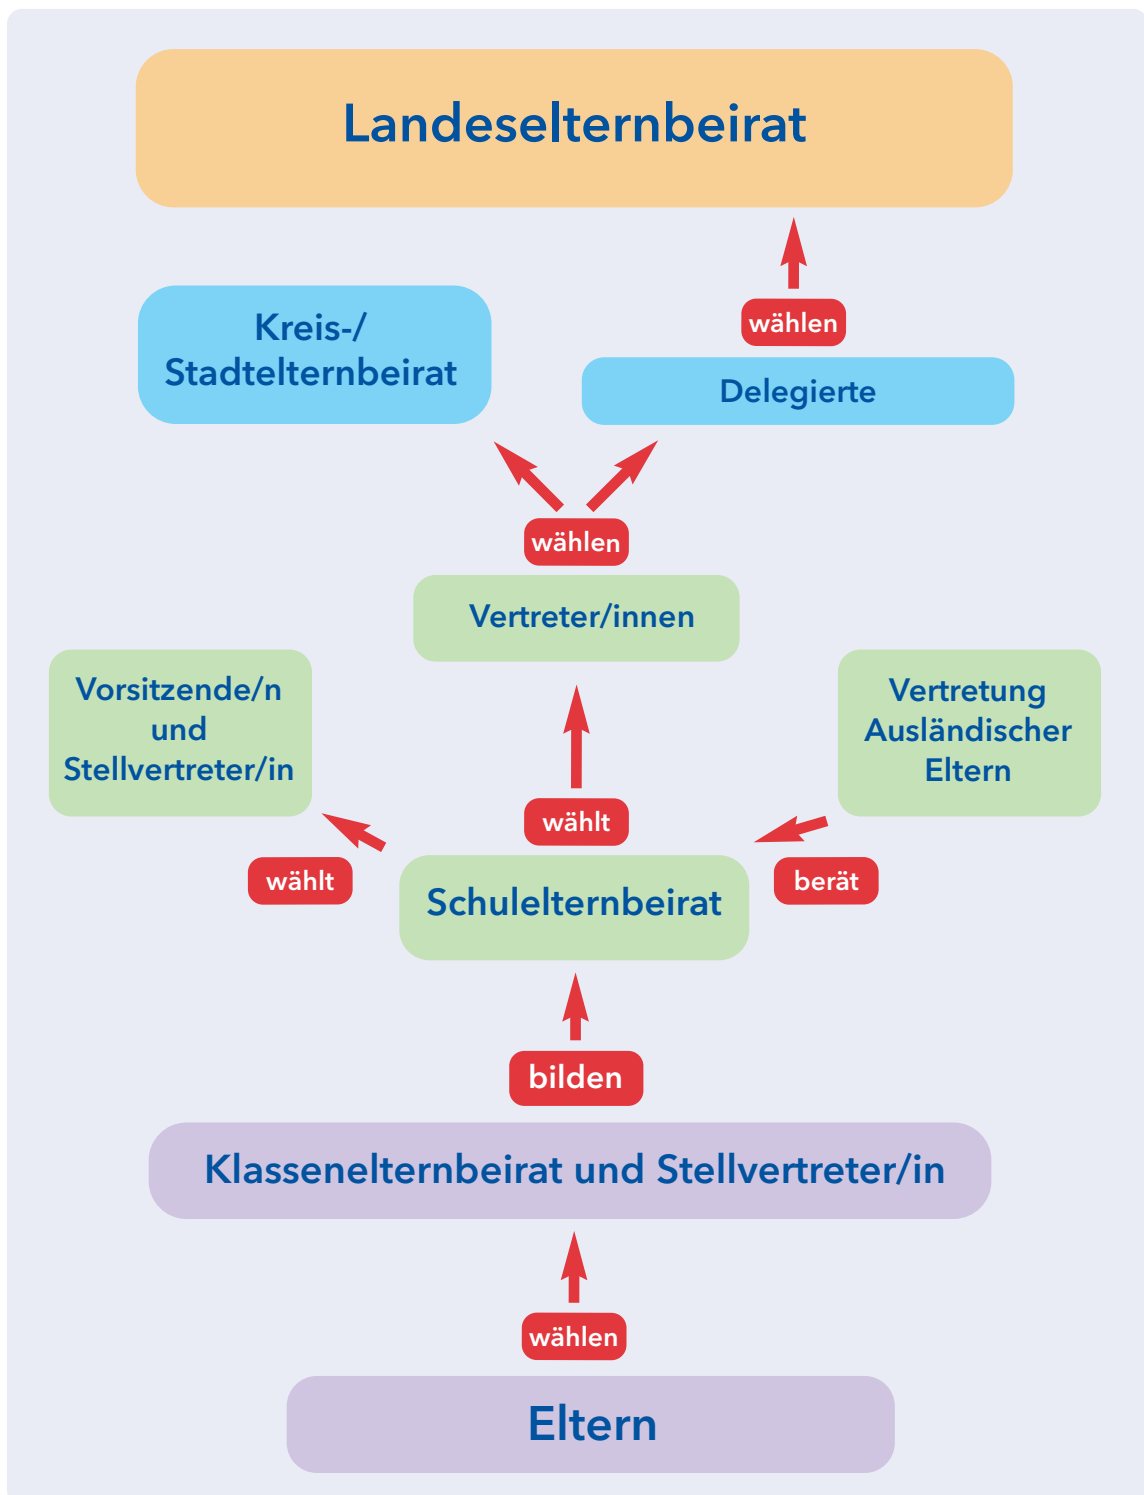 Landeselternbeirat
wählen
Kreis-/
Stadtelternbeirat
Delegierte
wählen
Vertreter/innen
Vorsitzende/n
und
Stellvertreter/in
Vertretung
Ausländischer
Eltern
wählt
wählt
berät
Schulelternbeirat
bilden
Klassenelternbeirat und Stellvertreter/in
wählen
Eltern